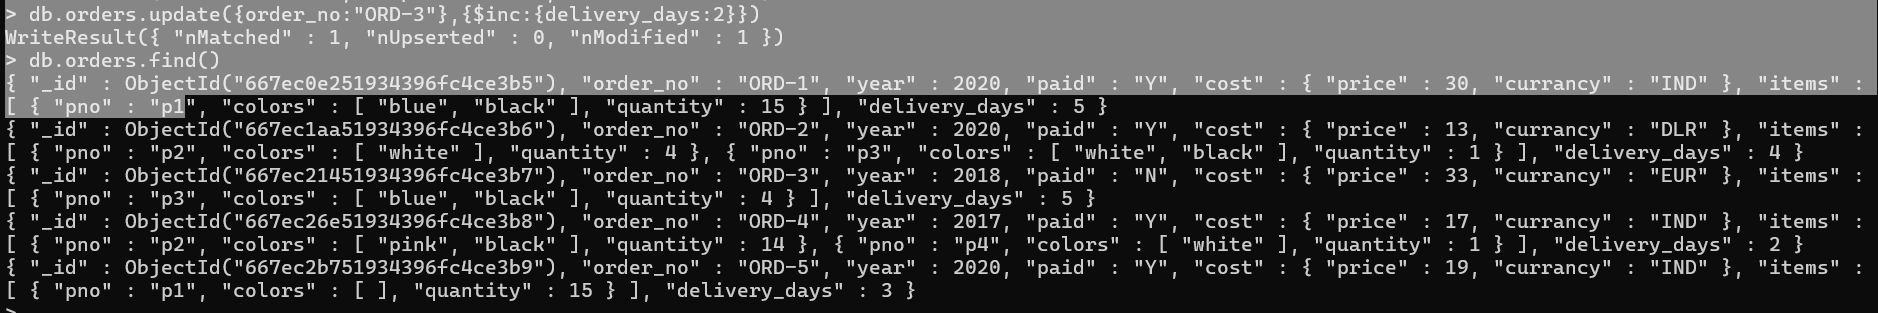 > db.orders.update({order_no:"ORD-3"},{$inc:{delivery_days:2}})
WriteResult({ "nMatched" : 1, "nUpserted" : 0, "nModified" : 1 })
> db.orders.find()
{ "_id" : ObjectId("667ec0e251934396fc4ce3b5"), "order_no" : "ORD-1", "year" : 2020, "paid" : "Y", "cost" : { "price" : 30, "currancy" : "IND" }, "items" :
[ { "pno" : "p1", "colors" : [ "blue", "black" ], "quantity" : 15 } ], "delivery_days" : 5 }
{ "_id" : ObjectId("667ec1aa51934396fc4ce3b6"), "order_no" : "ORD-2", "year" : 2020, "paid" : "Y", "cost" : { "price" : 13, "currancy" : "DLR" }, "items" :
[ { "pno" : "p2", "colors" : [ "white" ], "quantity" : 4 }, { "pno" : "p3", "colors" : [ "white", "black" ], "quantity" : 1 } ], "delivery_days" : 4 }
{ "_id" : ObjectId("667ec21451934396fc4ce3b7"), "order_no" : "ORD-3", "year" : 2018, "paid" : "N", "cost" : { "price" : 33, "currancy" : "EUR" }, "items" :
[ { "pno" : "p3", "colors" : [ "blue", "black" ], "quantity" : 4 } ], "delivery_days" : 5 }
{ "_id" : ObjectId("667ec26e51934396fc4ce3b8"), "order_no" : "ORD-4", "year" : 2017, "paid" : "Y", "cost" : { "price" : 17, "currancy" : "IND" }, "items" :
[ { "pno" : "p2", "colors" : [ "pink", "black" ], "quantity" : 14 }, { "pno" : "p4", "colors" : [ "white" ], "quantity" : 1 } ], "delivery_days" : 2 }
{ "_id" : ObjectId("667ec2b751934396fc4ce3b9"), "order_no" : "ORD-5", "year" : 2020, "paid" : "Y", "cost" : { "price" : 19, "currancy" : "IND" }, "items" :
[ { "pno" : "p1", "colors" : [ ], "quantity" : 15 } ], "delivery_days" : 3 }
>